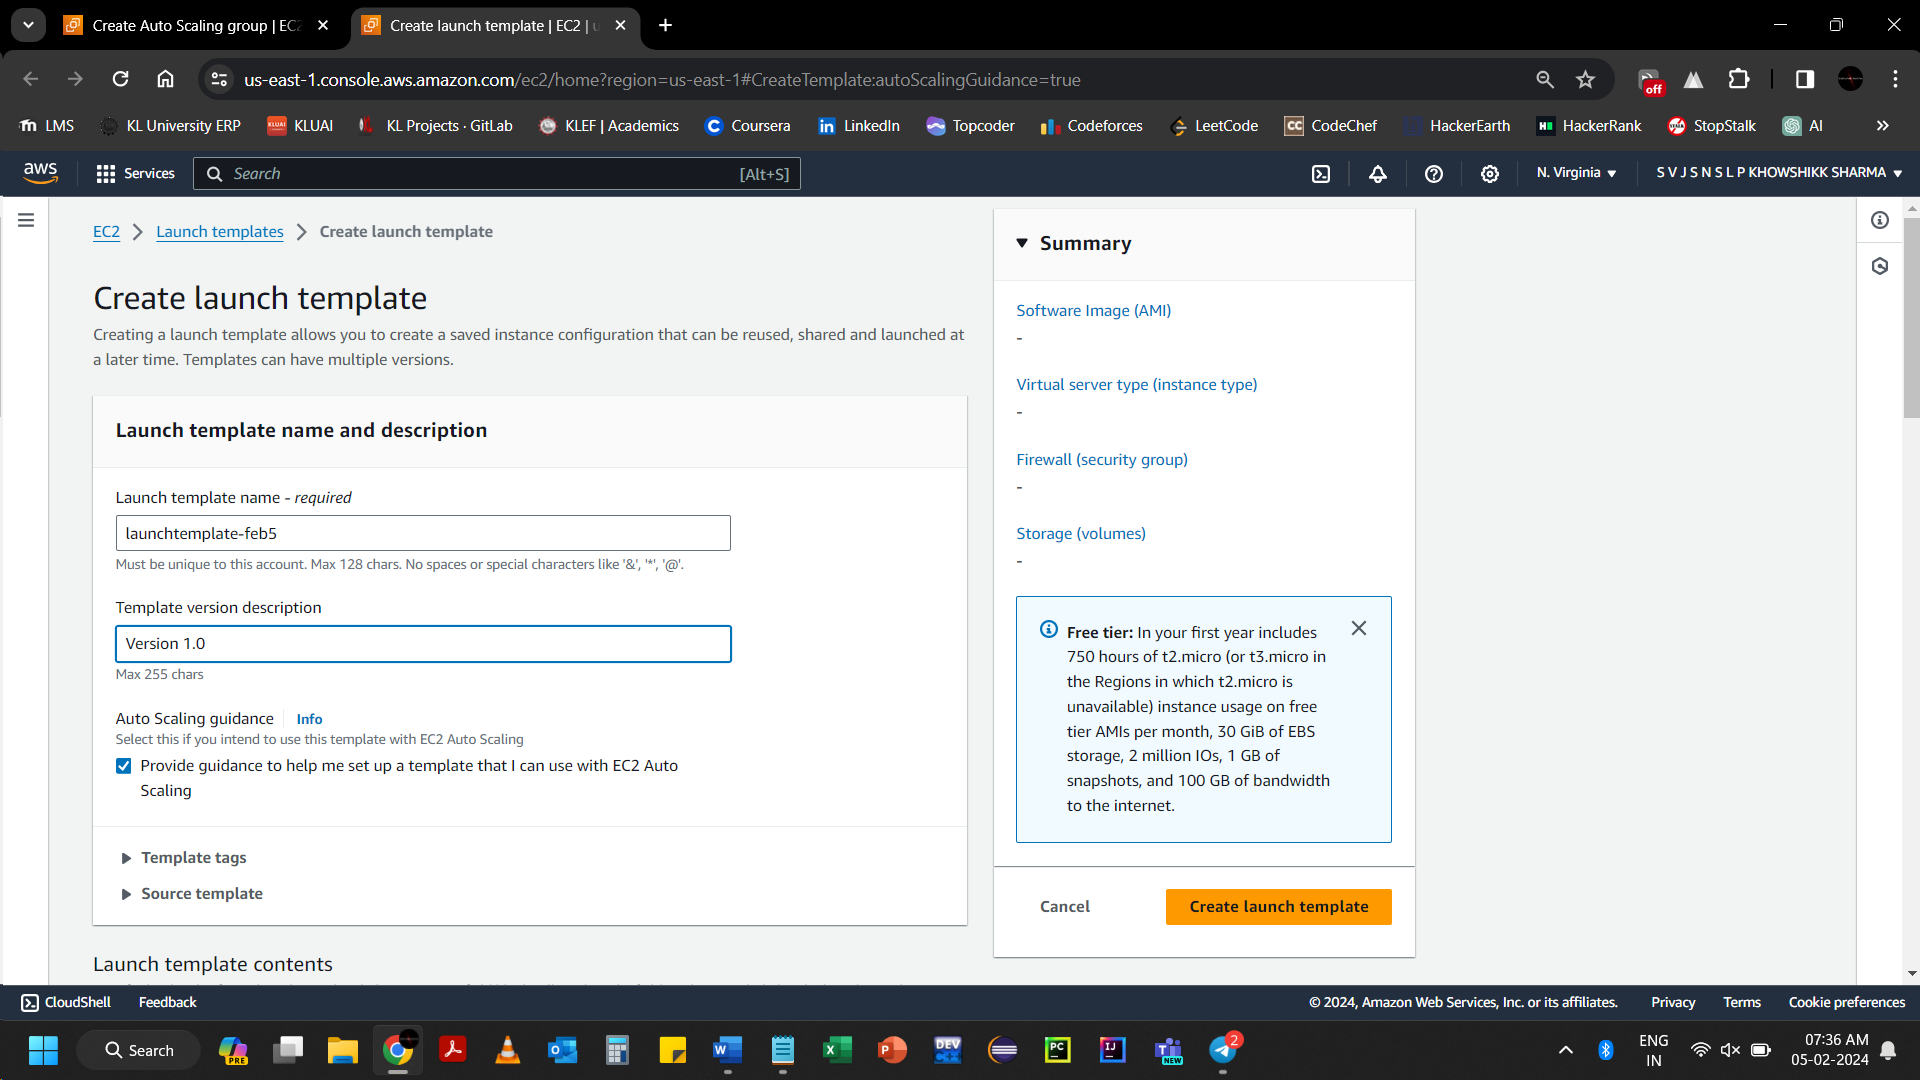 Create Auto Scaling group | EC2
Create launch template | EC2 | u
us-east-1.console.aws.amazon.com/ec2/home?region=us-east-1#CreateTemplate:autoScalingGuidance=true
off
LMS
KL University ERP
KLUAI
KL Projects · GitLab
KLEF | Academics
Coursera
LinkedIn
Topcoder
Codeforces
LeetCode
CodeChef
HackerEarth
HackerRank
StopStalk
AI
aws
Services
Search
[Alt+S]
N. Virginia
S V J S N S L P KHOWSHIKK SHARMA
EC2
Launch templates
Create launch template
Create launch template
Creating a launch template allows you to create a saved instance configuration that can be reused, shared and launched at
a later time. Templates can have multiple versions.
Launch template name and description
Launch template name - required
launchtemplate-feb5
Must be unique to this account. Max 128 chars. No spaces or special characters like '&', '*', '@'.
Template version description
Version 1.0
Max 255 chars
Auto Scaling guidance
Info
Select this if you intend to use this template with EC2 Auto Scaling
Provide guidance to help me set up a template that I can use with EC2 Auto
Scaling
Template tags
Source template
Launch template contents
Summary
Software Image (AMI)
-
Virtual server type (instance type)
-
Firewall (security group)
-
Storage (volumes)
-
Free tier: In your first year includes
750 hours of t2.micro (or t3.micro in
the Regions in which t2.micro is
unavailable) instance usage on free
tier AMIs per month, 30 GiB of EBS
storage, 2 million IOs, 1 GB of
snapshots, and 100 GB of bandwidth
to the internet.
Cancel
Create launch template
CloudShell
Feedback
© 2024, Amazon Web Services, Inc. or its affiliates.
Privacy
Terms
Cookie preferences
Search
PRE
DEV
PC
IJ
NEW
2
ENG
IN
07:36 AM
05-02-2024